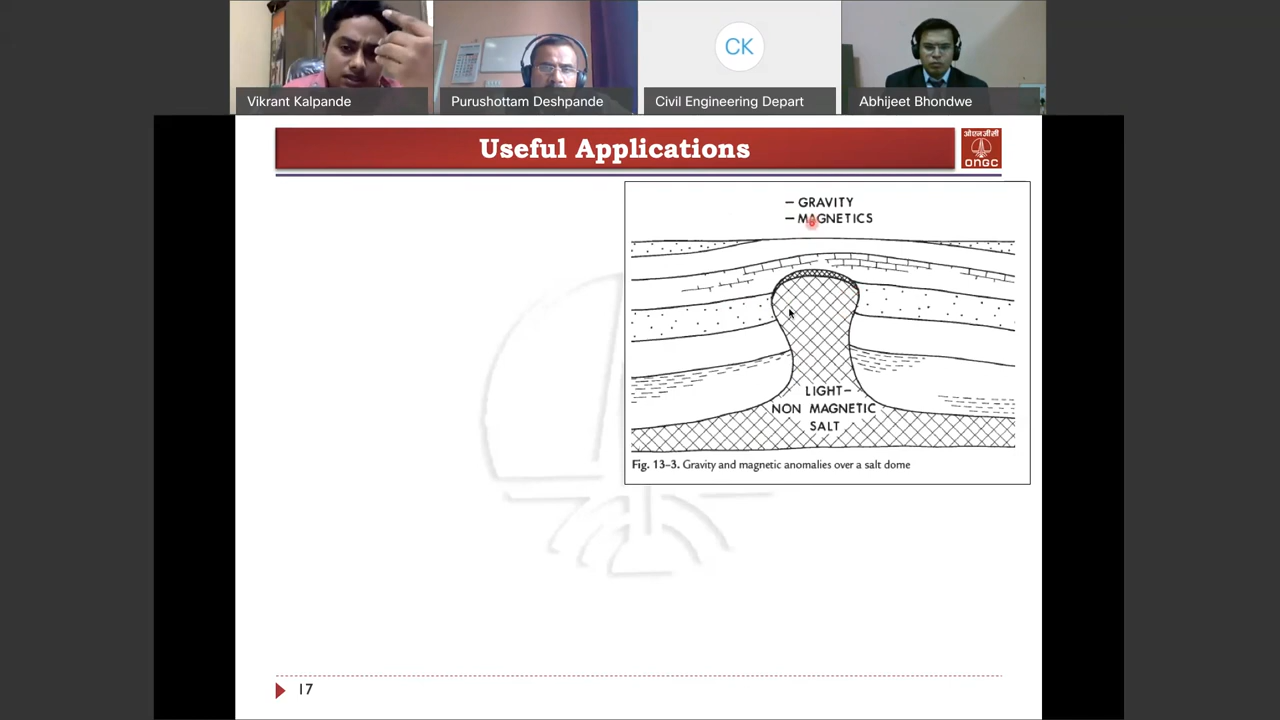 CK
Vikrant Kalpande
Purushottam Deshpande
Civil Engineering Depart
Abhijeet Bhondwe
Useful Applications
ओएनजीसी
ONGC
– GRAVITY
– MAGNETICS
LIGHT–
NON MAGNETIC
SALT
Fig. 13–3. Gravity and magnetic anomalies over a salt dome
17